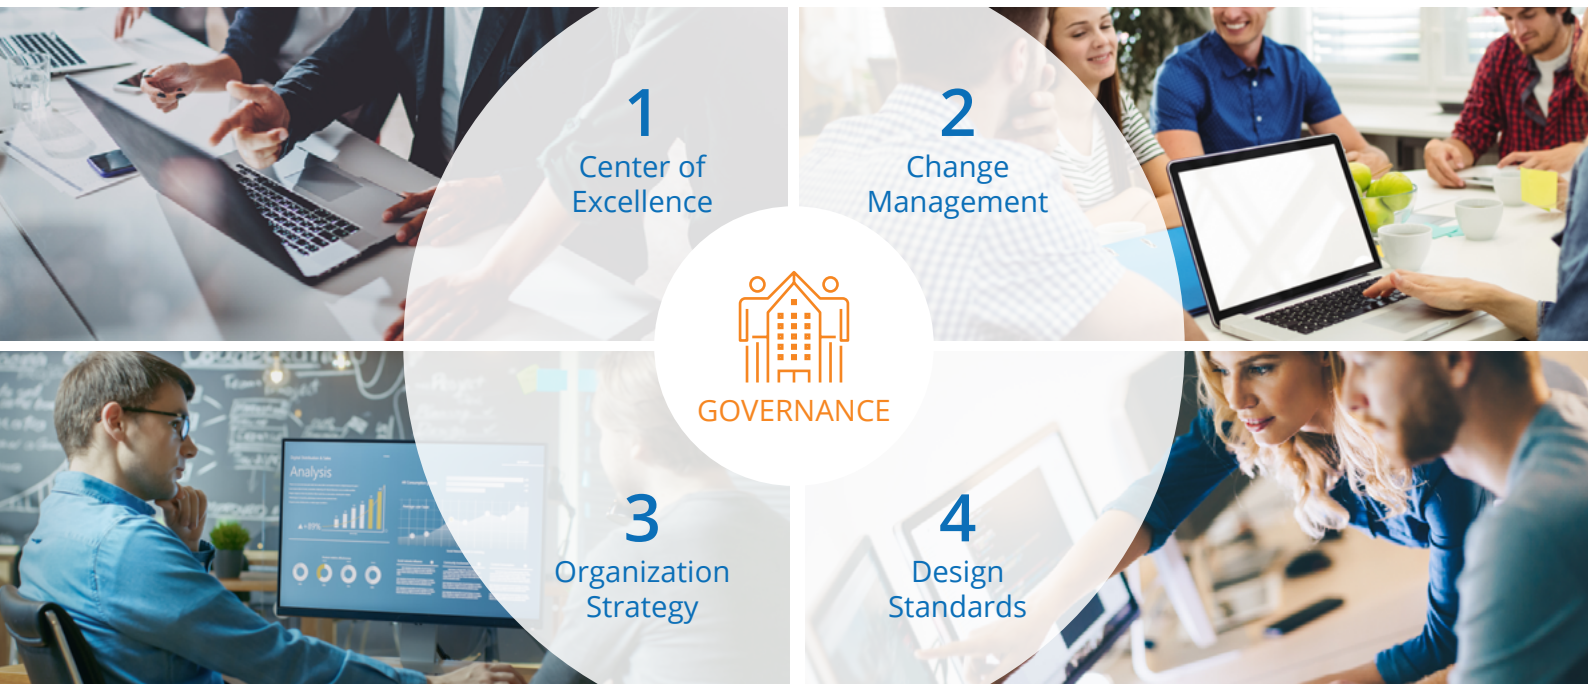 1
Center of
Excellence
2
Change
Management
GOVERNANCE
3
Organization
Strategy
4
Design
Standards
Analysis